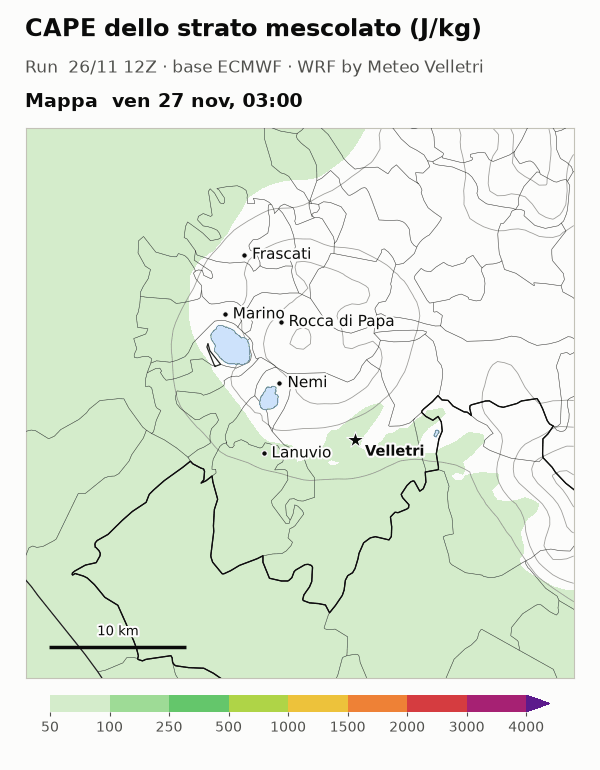 CAPE dello strato mescolato (J/kg)
Run  26/11 12Z · base ECMWF · WRF by Meteo Velletri
Mappa  ven 27 nov, 03:00
Frascati
Marino
Rocca di Papa
Nemi
Velletri
Lanuvio
10 km
50 100 250 500 1000 1500 2000 3000 4000